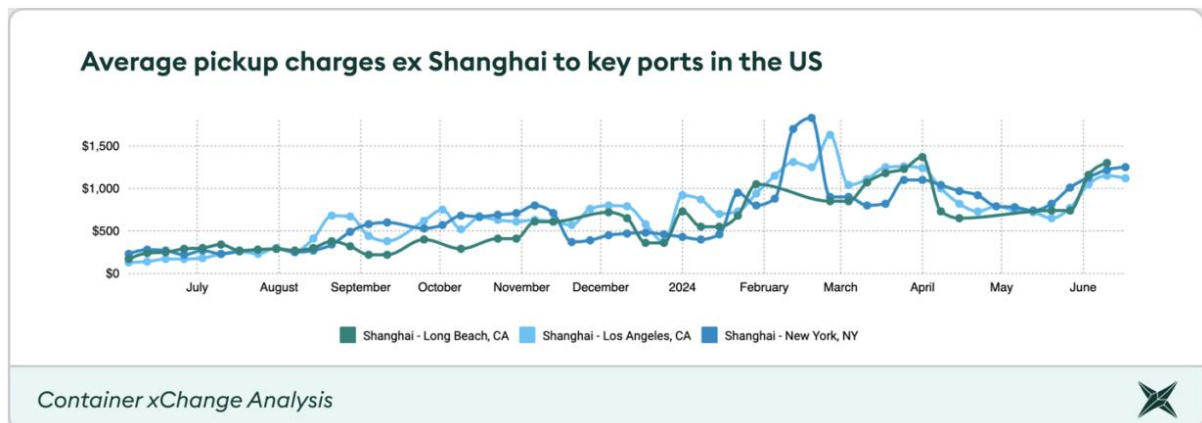 Average pickup charges ex Shanghai to key ports in the US
$1,500
$1,000
$500
$0
July August September October November December 2024 February March April May June
Shanghai - Long Beach, CA Shanghai - Los Angeles, CA Shanghai - New York, NY
Container xChange Analysis